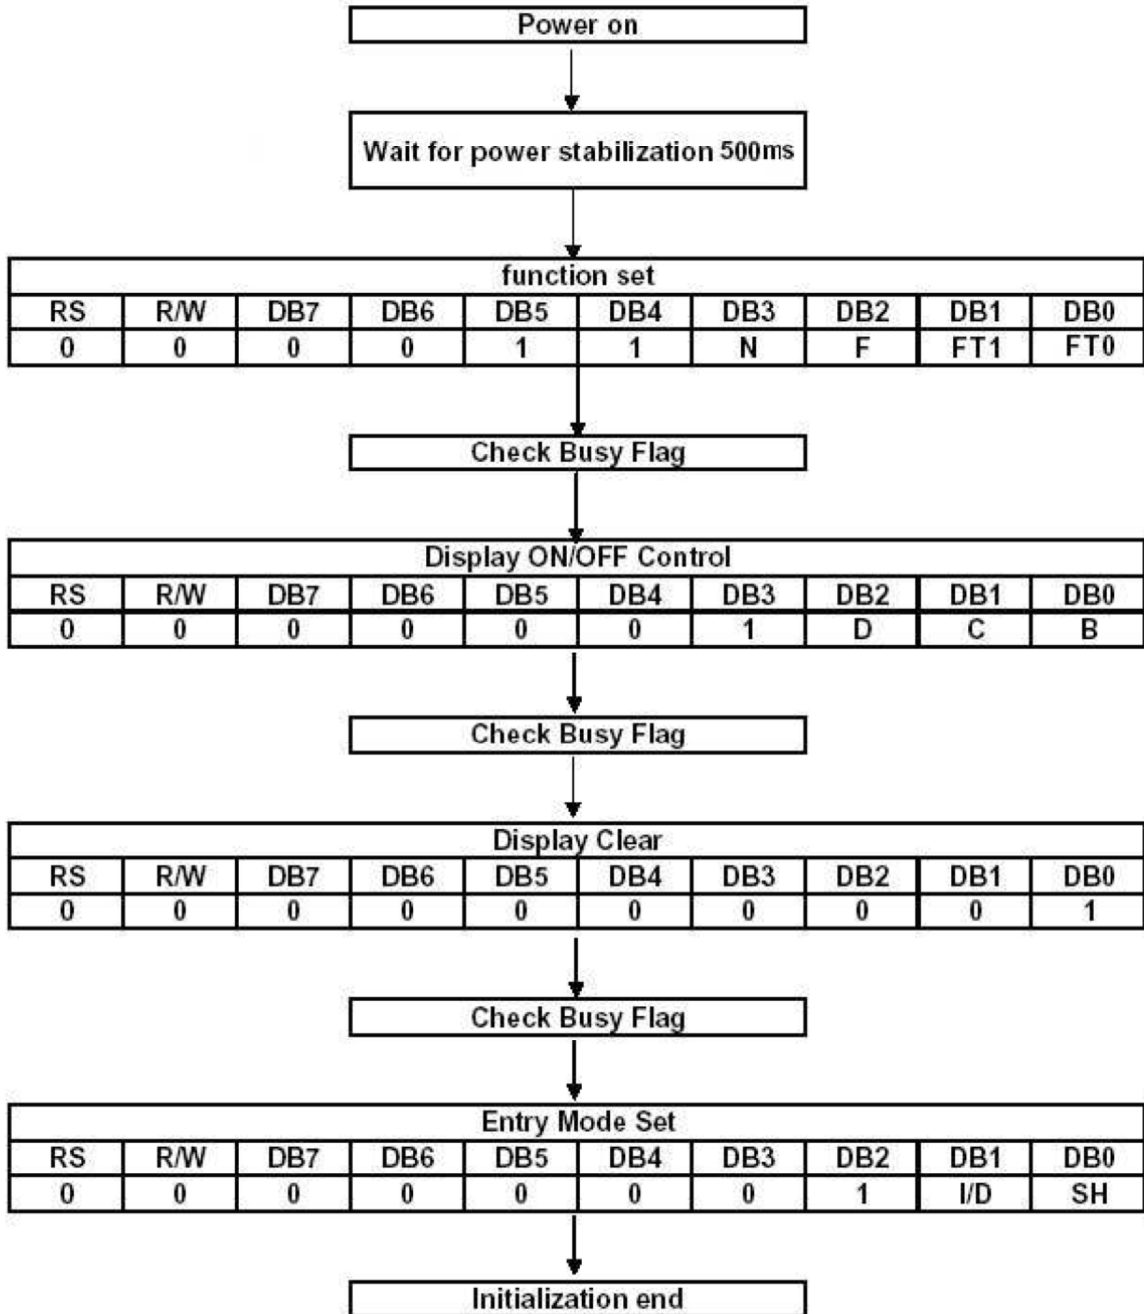 Power on
Wait for power stabilization 500ms
function set
RS R/W DB7 DB6 DB5 DB4 DB3 DB2 DB1 DB0
0 0 0 0 1 1 N F FT1 FT0
Check Busy Flag
Display ON/OFF Control
RS R/W DB7 DB6 DB5 DB4 DB3 DB2 DB1 DB0
0 0 0 0 0 0 1 D C B
Check Busy Flag
Display Clear
RS R/W DB7 DB6 DB5 DB4 DB3 DB2 DB1 DB0
0 0 0 0 0 0 0 0 0 1
Check Busy Flag
Entry Mode Set
RS R/W DB7 DB6 DB5 DB4 DB3 DB2 DB1 DB0
0 0 0 0 0 0 0 1 I/D SH
Initialization end